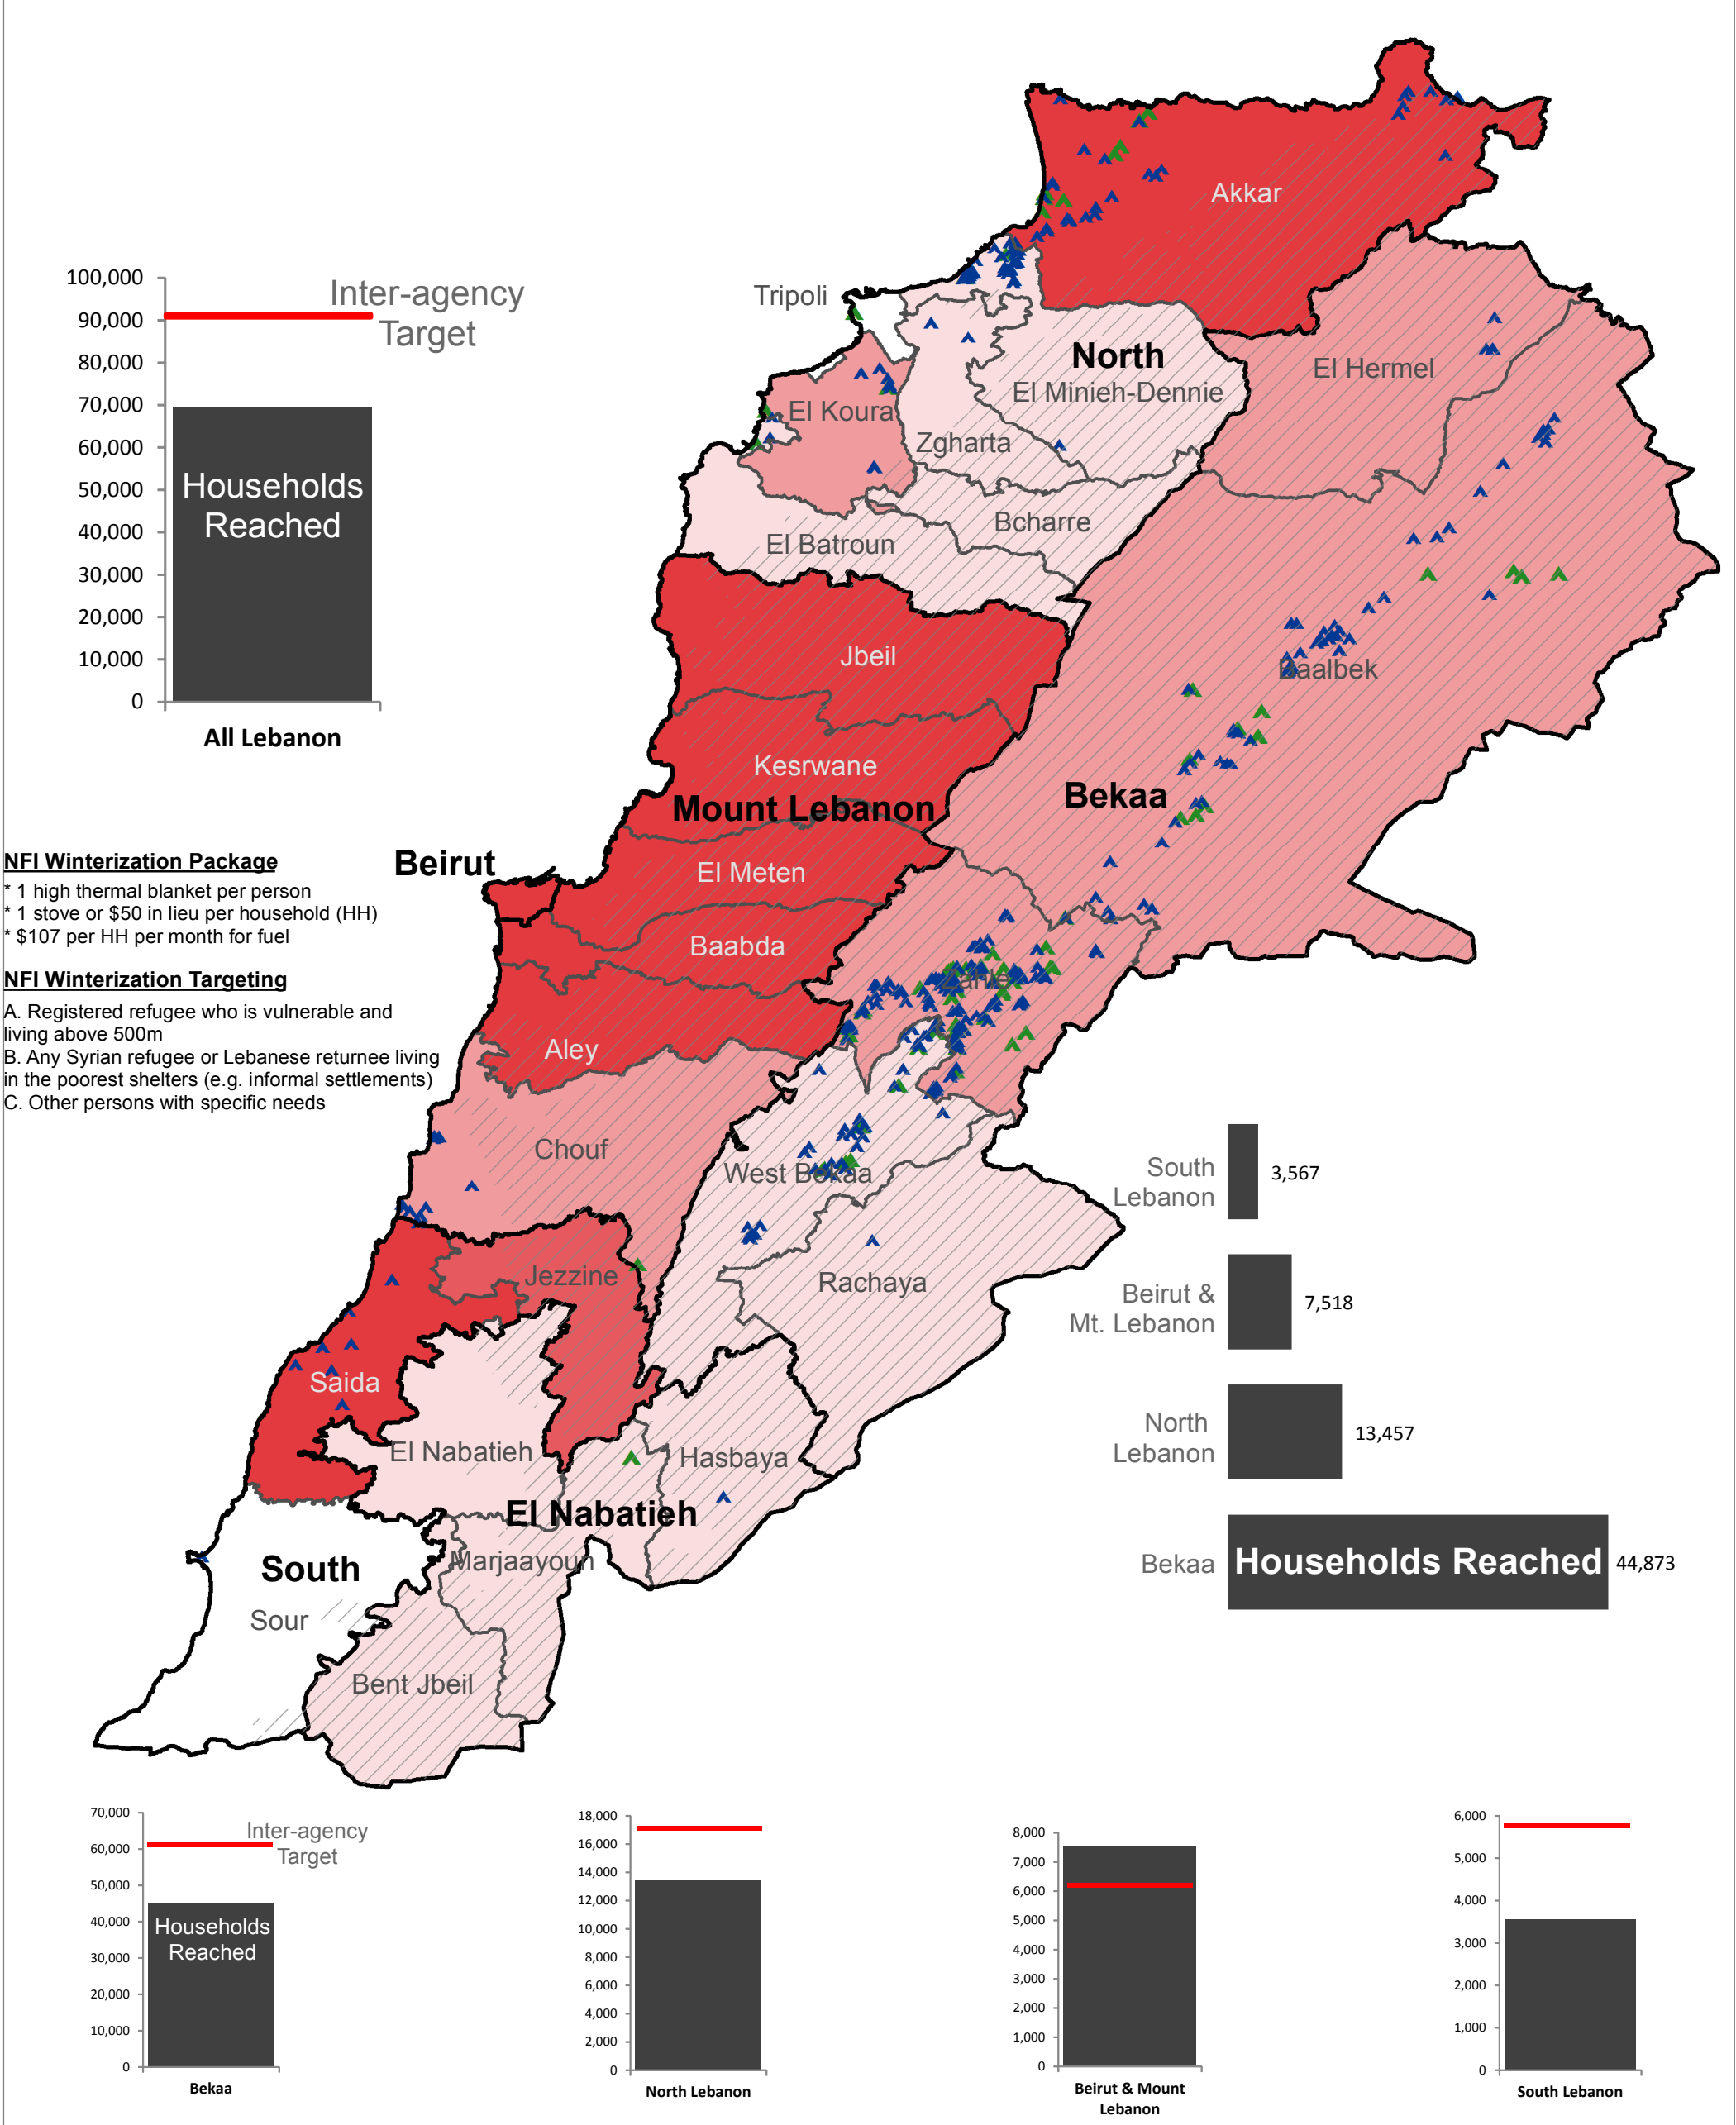 100,000
90,000
80,000
70,000
60,000
50,000
40,000
30,000
20,000
10,000
0
Inter-agency
Target
Households
Reached
All Lebanon
NFI Winterization Package
* 1 high thermal blanket per person
* 1 stove or $50 in lieu per household (HH)
* $107 per HH per month for fuel
NFI Winterization Targeting
A. Registered refugee who is vulnerable and
living above 500m
B. Any Syrian refugee or Lebanese returnee living
in the poorest shelters (e.g. informal settlements)
C. Other persons with specific needs
Akkar
Tripoli
North
El Minieh-Dennie
El Hermel
El Koura
Zgharta
Bcharre
El Batroun
Jbeil
Baalbek
Kesrwane
Mount Lebanon
Bekaa
Beirut
El Meten
Baabda
Zahle
Aley
Chouf
West Bekaa
Jezzine
Rachaya
Saida
El Nabatieh
Hasbaya
El Nabatieh
Marjaayoun
South
Sour
Bent Jbeil
South
Lebanon
3,567
Beirut &
Mt. Lebanon
7,518
North
Lebanon
13,457
Bekaa
Households Reached
44,873
70,000
60,000
50,000
40,000
30,000
20,000
10,000
0
Inter-agency
Target
Households
Reached
Bekaa
18,000
16,000
14,000
12,000
10,000
8,000
6,000
4,000
2,000
0
North Lebanon
8,000
7,000
6,000
5,000
4,000
3,000
2,000
1,000
0
Beirut & Mount
Lebanon
6,000
5,000
4,000
3,000
2,000
1,000
0
South Lebanon